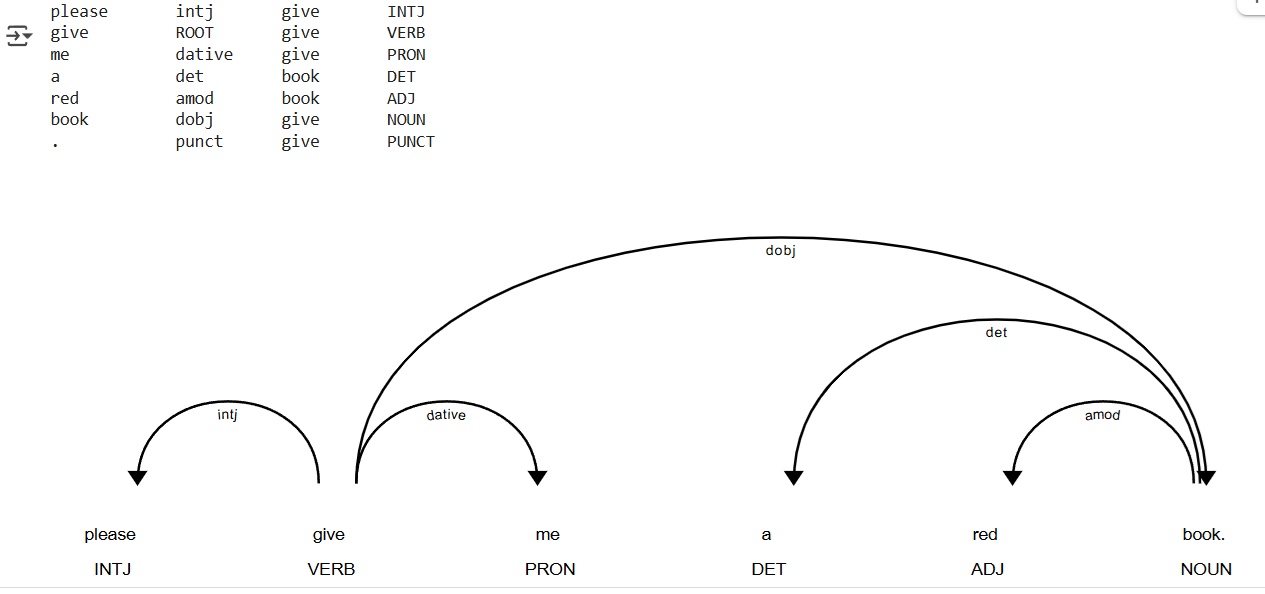 please intj give INTJ
give ROOT give VERB
me dative give PRON
a det book DET
red amod book ADJ
book dobj give NOUN
. punct give PUNCT
dobj
det
intj dative amod
please give me a red book.
INTJ VERB PRON DET ADJ NOUN